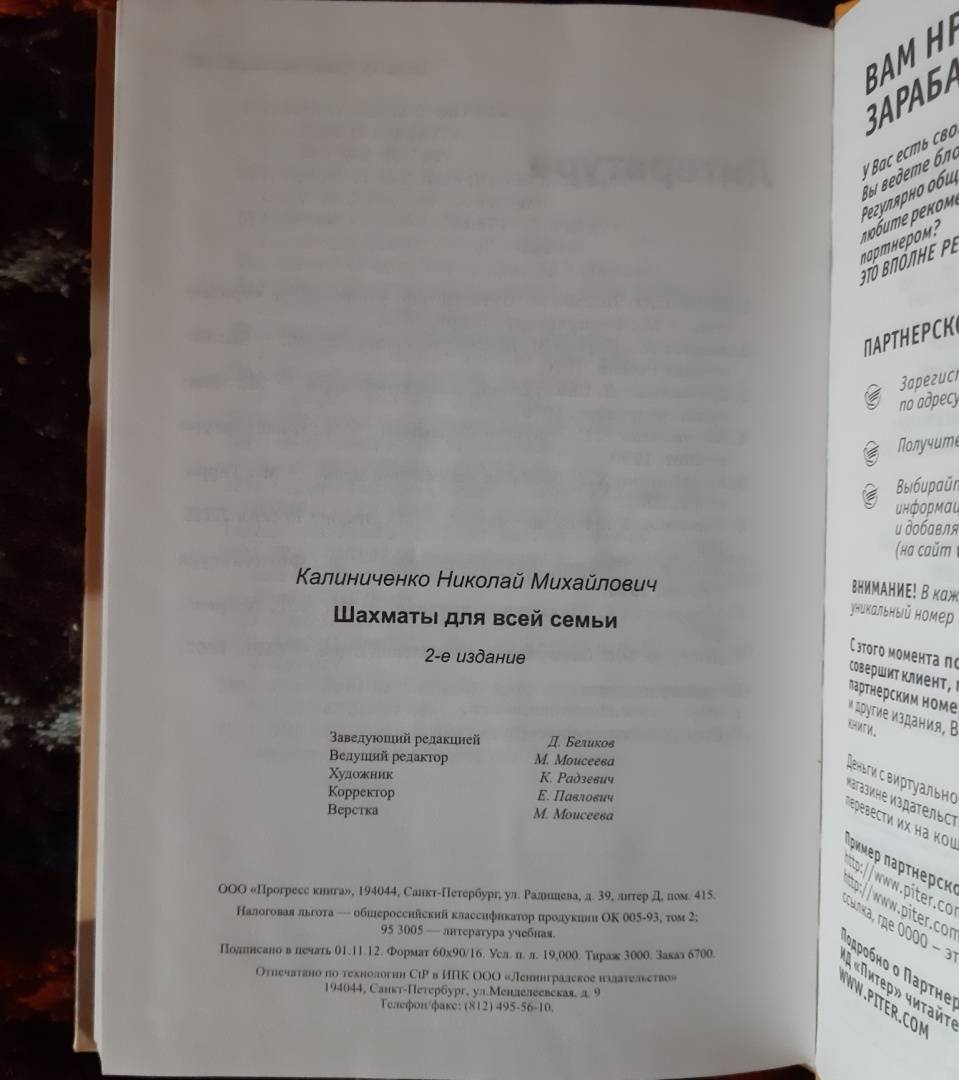 Калиниченко Николай Михайлович
Шахматы для всей семьи
2-е издание
Заведующий редакцией Д. Беликов
Ведущий редактор М. Моисеева
Художник К. Радзевич
Корректор Е. Павлович
Верстка М. Моисеева
ООО «Прогресс книга», 194044, Санкт-Петербург, ул. Радищева, д. 39, литер Д, пом. 415.
Налоговая льгота — общероссийский классификатор продукции ОК 005-93, том 2;
95 3005 — литература учебная.
Подписано в печать 01.11.12. Формат 60х90/16. Усл. п. л. 19,000. Тираж 3000. Заказ 6700.
Отпечатано по технологии CtP в ИПК ООО «Ленинградское издательство»
194044, Санкт-Петербург, ул.Менделеевская, д. 9
Телефон/факс: (812) 495-56-10.
ВАМ НР
ЗАРАБА
У Вас есть сво
Вы ведете бло
Регулярно общ
любите рекоме
партнером?
ЭТО ВПОЛНЕ РЕ
ПАРТНЕРСКО
Зарегист
по адресу
Получите
Выбирайт
информац
и добавля
(на сайт
ВНИМАНИЕ! В каж
уникальный номер
С этого момента по
совершит клиент,
партнерским номе
и другие издания, В
книги.
Деньги с виртуально
магазине издательст
перевести их на кош
Пример партнерско
http://www.piter.com
http://www.piter.com
ссылка, где 0000 – эт
Подробно о Партнер
ИД «Питер» читайте
WWW.PITER.COM